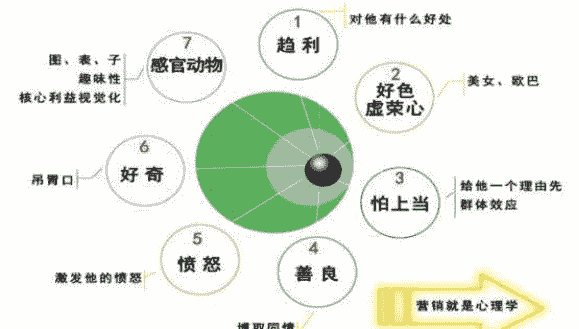 1
趋利
对他有什么好处
2
好色
虚荣心
美女、欧巴
3
怕上当
给他一个理由先
群体效应
4
善良
博取同情
5
愤怒
激发他的愤怒
6
好奇
吊胃口
7
感官动物
图、表、子
趣味性
核心利益视觉化
营销就是心理学